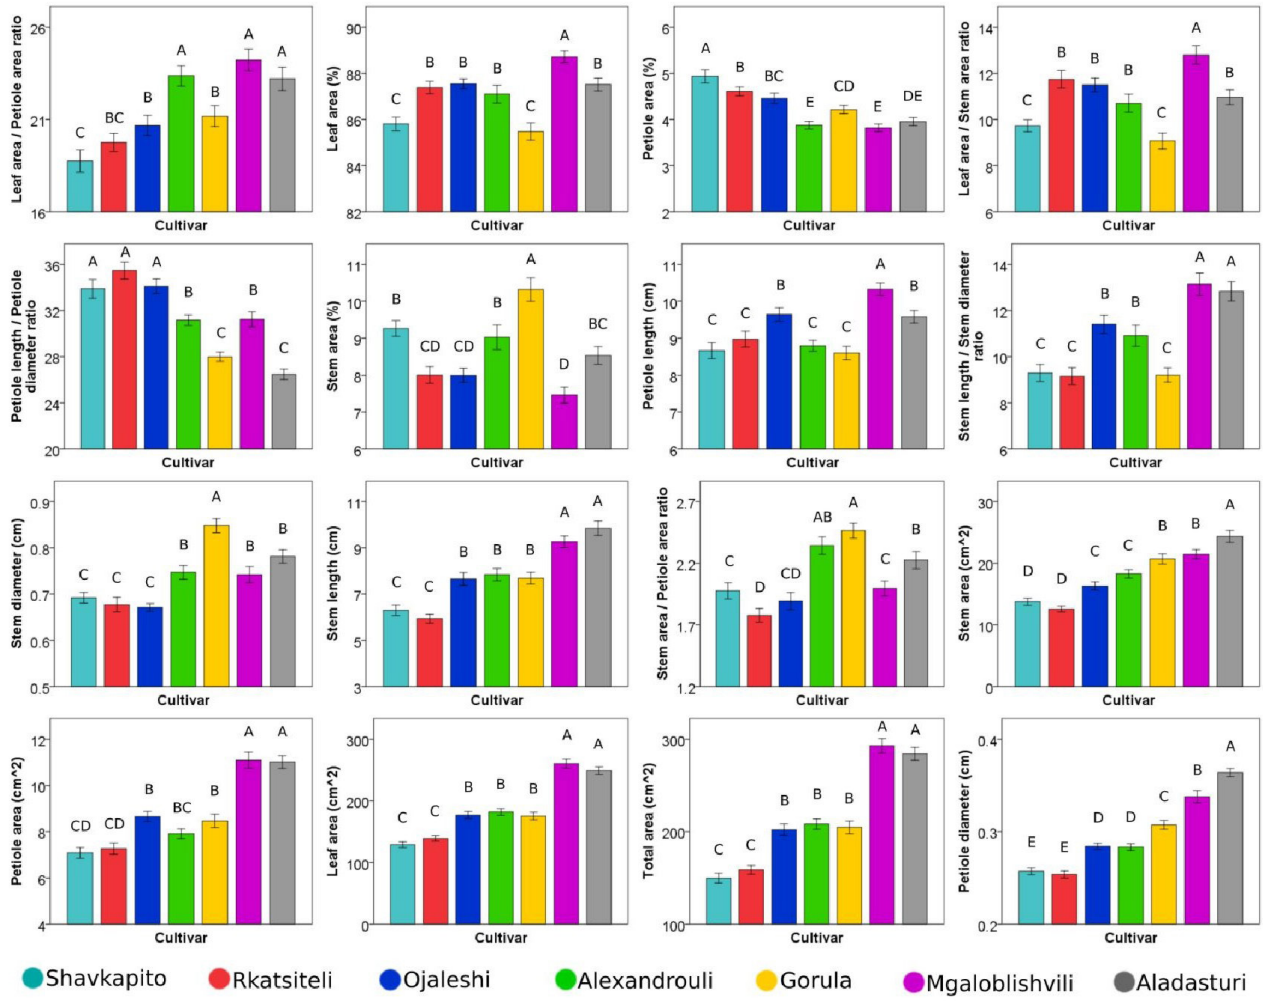 Leaf area / Petiole area ratio
26
21
16
C BC B A B A A
Cultivar
Leaf area (%)
90
88
86
84
82
C B B B C A B
Cultivar
Petiole area (%)
6
5
4
3
2
A B BC E CD E DE
Cultivar
Leaf area / Stem area ratio
14
12
10
8
6
C B B B C A B
Cultivar
Petiole length / Petiole
diameter ratio
36
32
28
24
20
A A A B C B C
Cultivar
Stem area (%)
11
10
9
8
7
6
B CD CD B A D BC
Cultivar
Petiole length (cm)
11
10
9
8
7
6
C C B C C A B
Cultivar
Stem length / Stem diameter
ratio
14
12
10
8
6
C C B B C A A
Cultivar
Stem diameter (cm)
0.9
0.8
0.7
0.6
0.5
C C C B A B B
Cultivar
Stem length (cm)
11
9
7
5
3
C C B B B A A
Cultivar
Stem area / Petiole area ratio
2.7
2.2
1.7
1.2
C D CD AB A C B
Cultivar
Stem area (cm^2)
30
20
10
0
D D C C B B A
Cultivar
Petiole area (cm^2)
12
10
8
6
4
CD CD B BC B A A
Cultivar
Leaf area (cm^2)
300
200
100
0
C C B B B A A
Cultivar
Total area (cm^2)
300
200
100
C C B B B A A
Cultivar
Petiole diameter (cm)
0.4
0.3
0.2
E E D D C B A
Cultivar
Shavkapito Rkatsiteli Ojaleshi Alexandrouli Gorula Mgaloblishvili Aladasturi